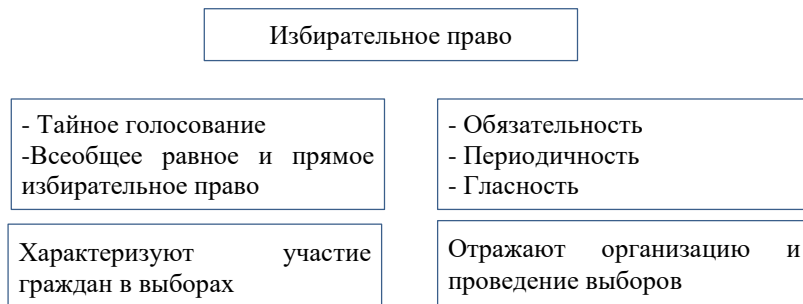 Избирательное право
- Тайное голосование
-Всеобщее равное и прямое
избирательное право
- Обязательность
- Периодичность
- Гласность
Характеризуют участие
граждан в выборах
Отражают организацию и
проведение выборов